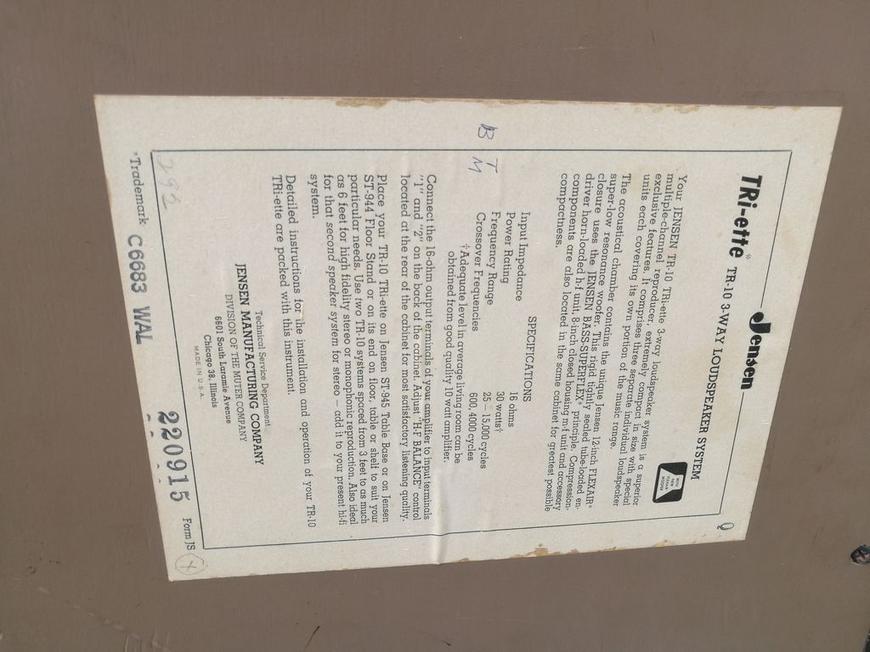 Jensen
TRi-ette* TR-10 3-WAY LOUDSPEAKER SYSTEM
Your JENSEN TR-10 TRi-ette 3-way loudspeaker system is a superior
multiple-channel reproducer, extremely compact in size with special
exclusive features. It comprises three separate individual loudspeaker
units each covering its own portion of the music range.
The acoustical chamber contains the unique Jensen 12-inch FLEXAIR*
super-low resonance woofer. This rigid tightly sealed tube-loaded en-
closure uses the JENSEN BASS-SUPERFLEX* principle. Compression-
driver horn-loaded h-f unit, 8-inch closed housing m-f unit and accessory
components are also located in the same cabinet for greatest possible
compactness.
SPECIFICATIONS
Input Impedance 16 ohms
Power Rating 30 watts†
Frequency Range 25 – 15,000 cycles
Crossover Frequencies 600, 4000 cycles
†Adequate level in average living room can be
obtained from good quality 10 watt amplifier.
B T
M
Connect the 16-ohm output terminals of your amplifier to input terminals
"1" and "2" on the back of the cabinet. Adjust "H-F BALANCE" control
located at the rear of the cabinet for most satisfactory listening quality.
Place your TR-10 TRi-ette on Jensen ST-945 Table Base or on Jensen
ST-944 Floor Stand or on its end on floor, table or shelf to suit your
particular needs. Use two TR-10 systems spaced from 3 feet to as much
as 6 feet for high fidelity stereo or monophonic reproduction. Also ideal
for that second speaker system for stereo – add it to your present hi-fi
system.
Detailed instructions for the installation and operation of your TR-10
TRi-ette are packed with this instrument.
Technical Service Department
JENSEN MANUFACTURING COMPANY
DIVISION OF THE MUTER COMPANY
6601 South Laramie Avenue
Chicago 38, Illinois
MADE IN U.S.A.
292
*Trademark C6683 WAL 220915 Form JS